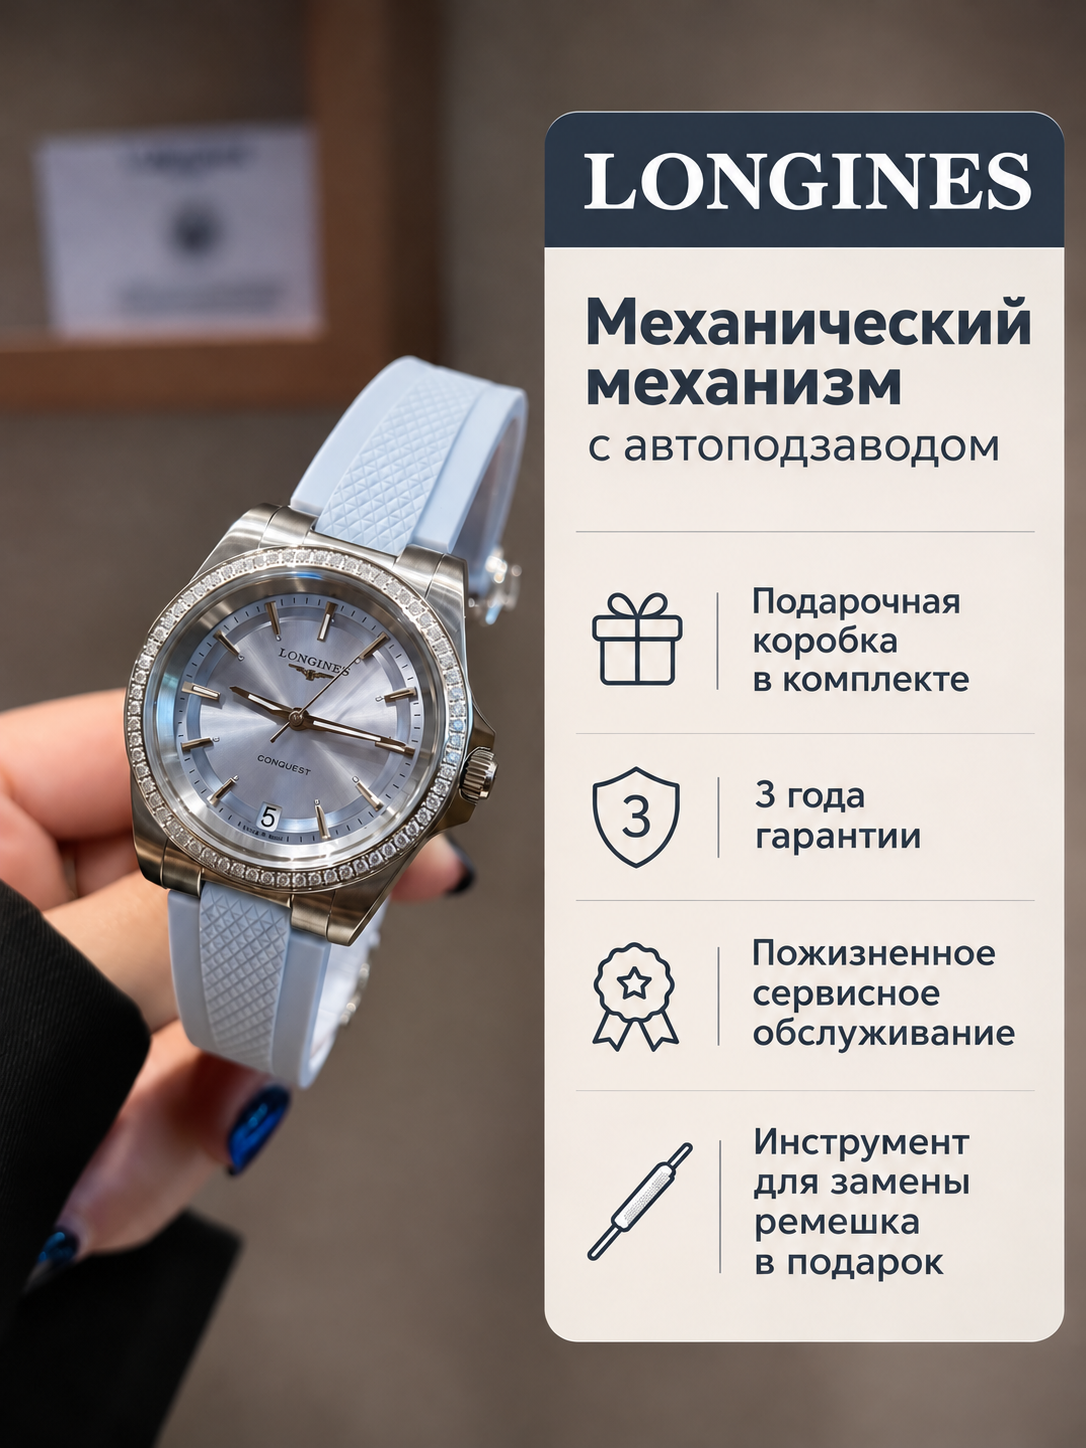 LONGINES
Механический
механизм
с автоподзаводом
Подарочная
коробка
в комплекте
3
3 года
гарантии
Пожизненное
сервисное
обслуживание
Инструмент
для замены
ремешка
в подарок
LONGINES
CONQUEST
5